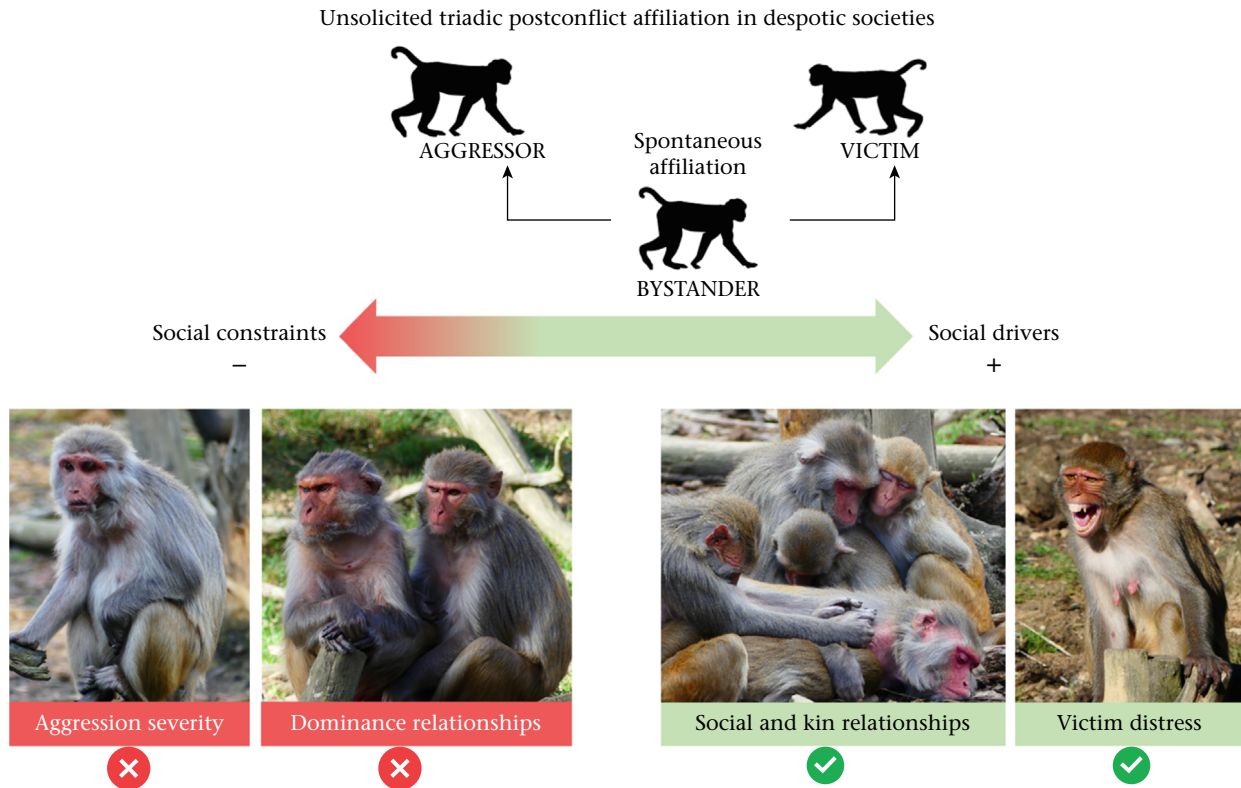 Unsolicited triadic postconflict affiliation in despotic societies
AGGRESSOR
Spontaneous
affiliation
VICTIM
BYSTANDER
Social constraints
–
Social drivers
+
Aggression severity
Dominance relationships
Social and kin relationships
Victim distress